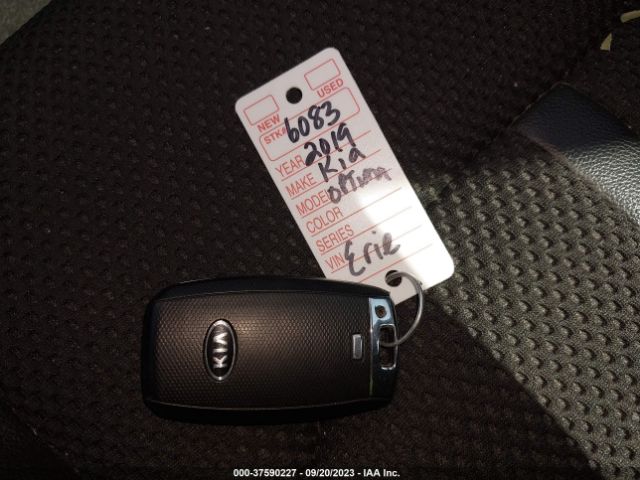 NEW USED
STK# 6083
YEAR 2019
MAKE Kia
MODEL optima
COLOR
SERIES
VIN Erie
KIA
000-37590227 - 09/20/2023 - IAA Inc.